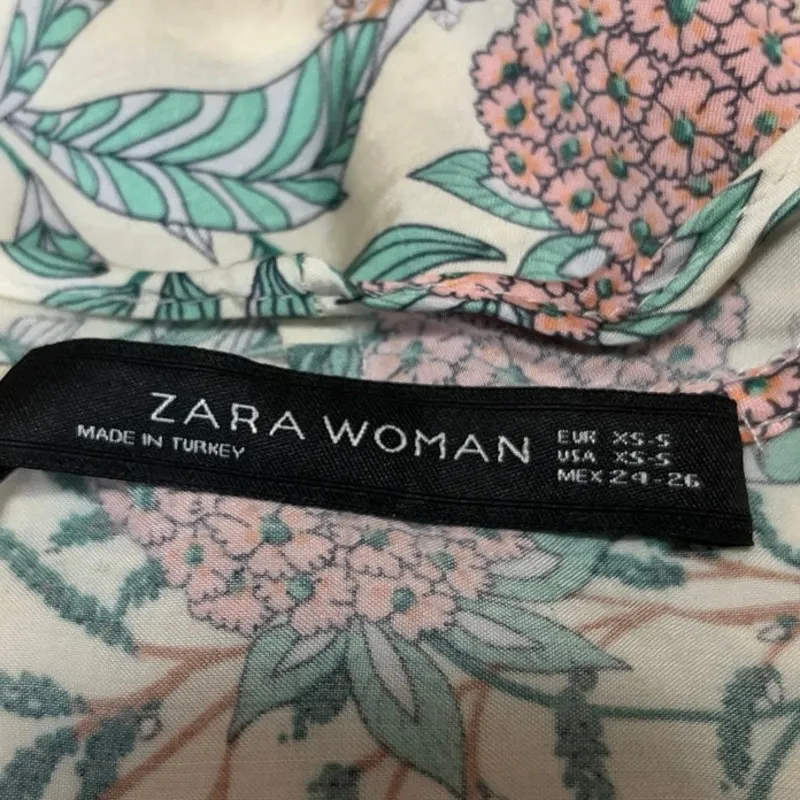 ZARA WOMAN
MADE IN TURKEY
EUR XS-S
USA XS-S
MEX 24-26